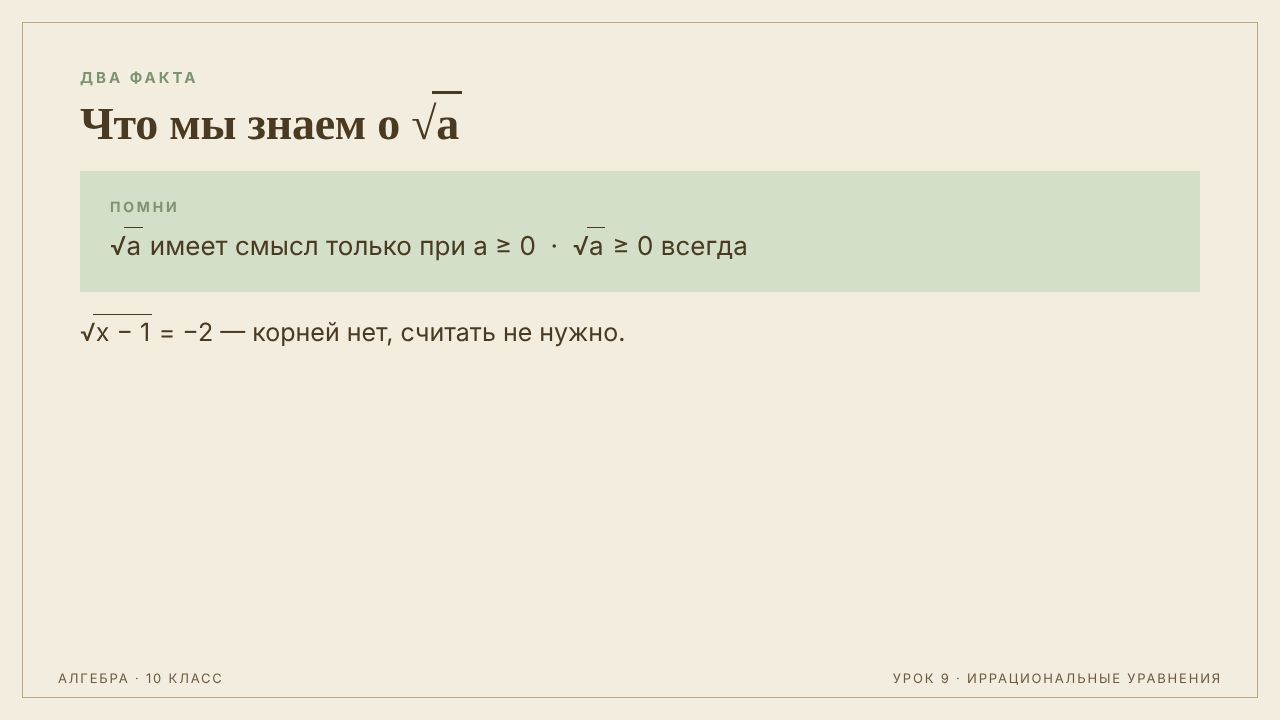 ДВА ФАКТА
Что мы знаем о √a
ПОМНИ
√a имеет смысл только при a ≥ 0 · √a ≥ 0 всегда
√x − 1 = −2 — корней нет, считать не нужно.
АЛГЕБРА · 10 КЛАСС
УРОК 9 · ИРРАЦИОНАЛЬНЫЕ УРАВНЕНИЯ